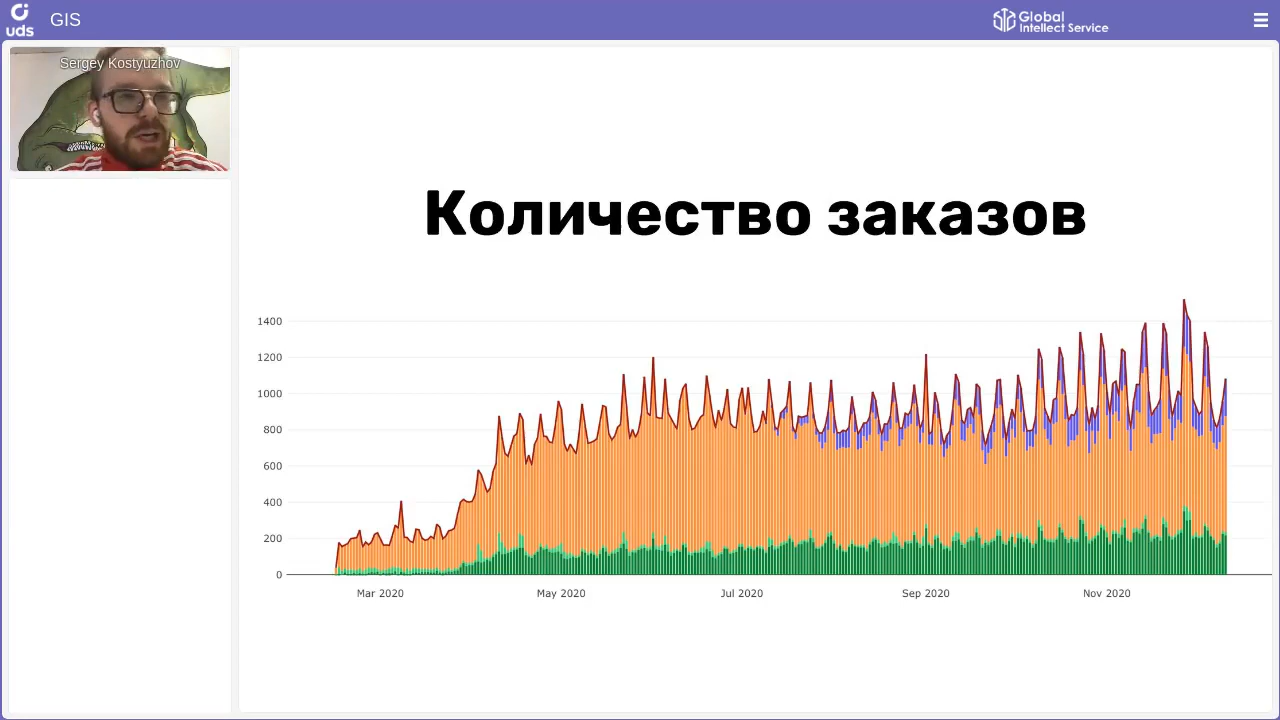 uds
GIS
Global
Intellect Service
Sergey Kostyuzhov
Количество заказов
1400
1200
1000
800
600
400
200
0
Mar 2020
May 2020
Jul 2020
Sep 2020
Nov 2020